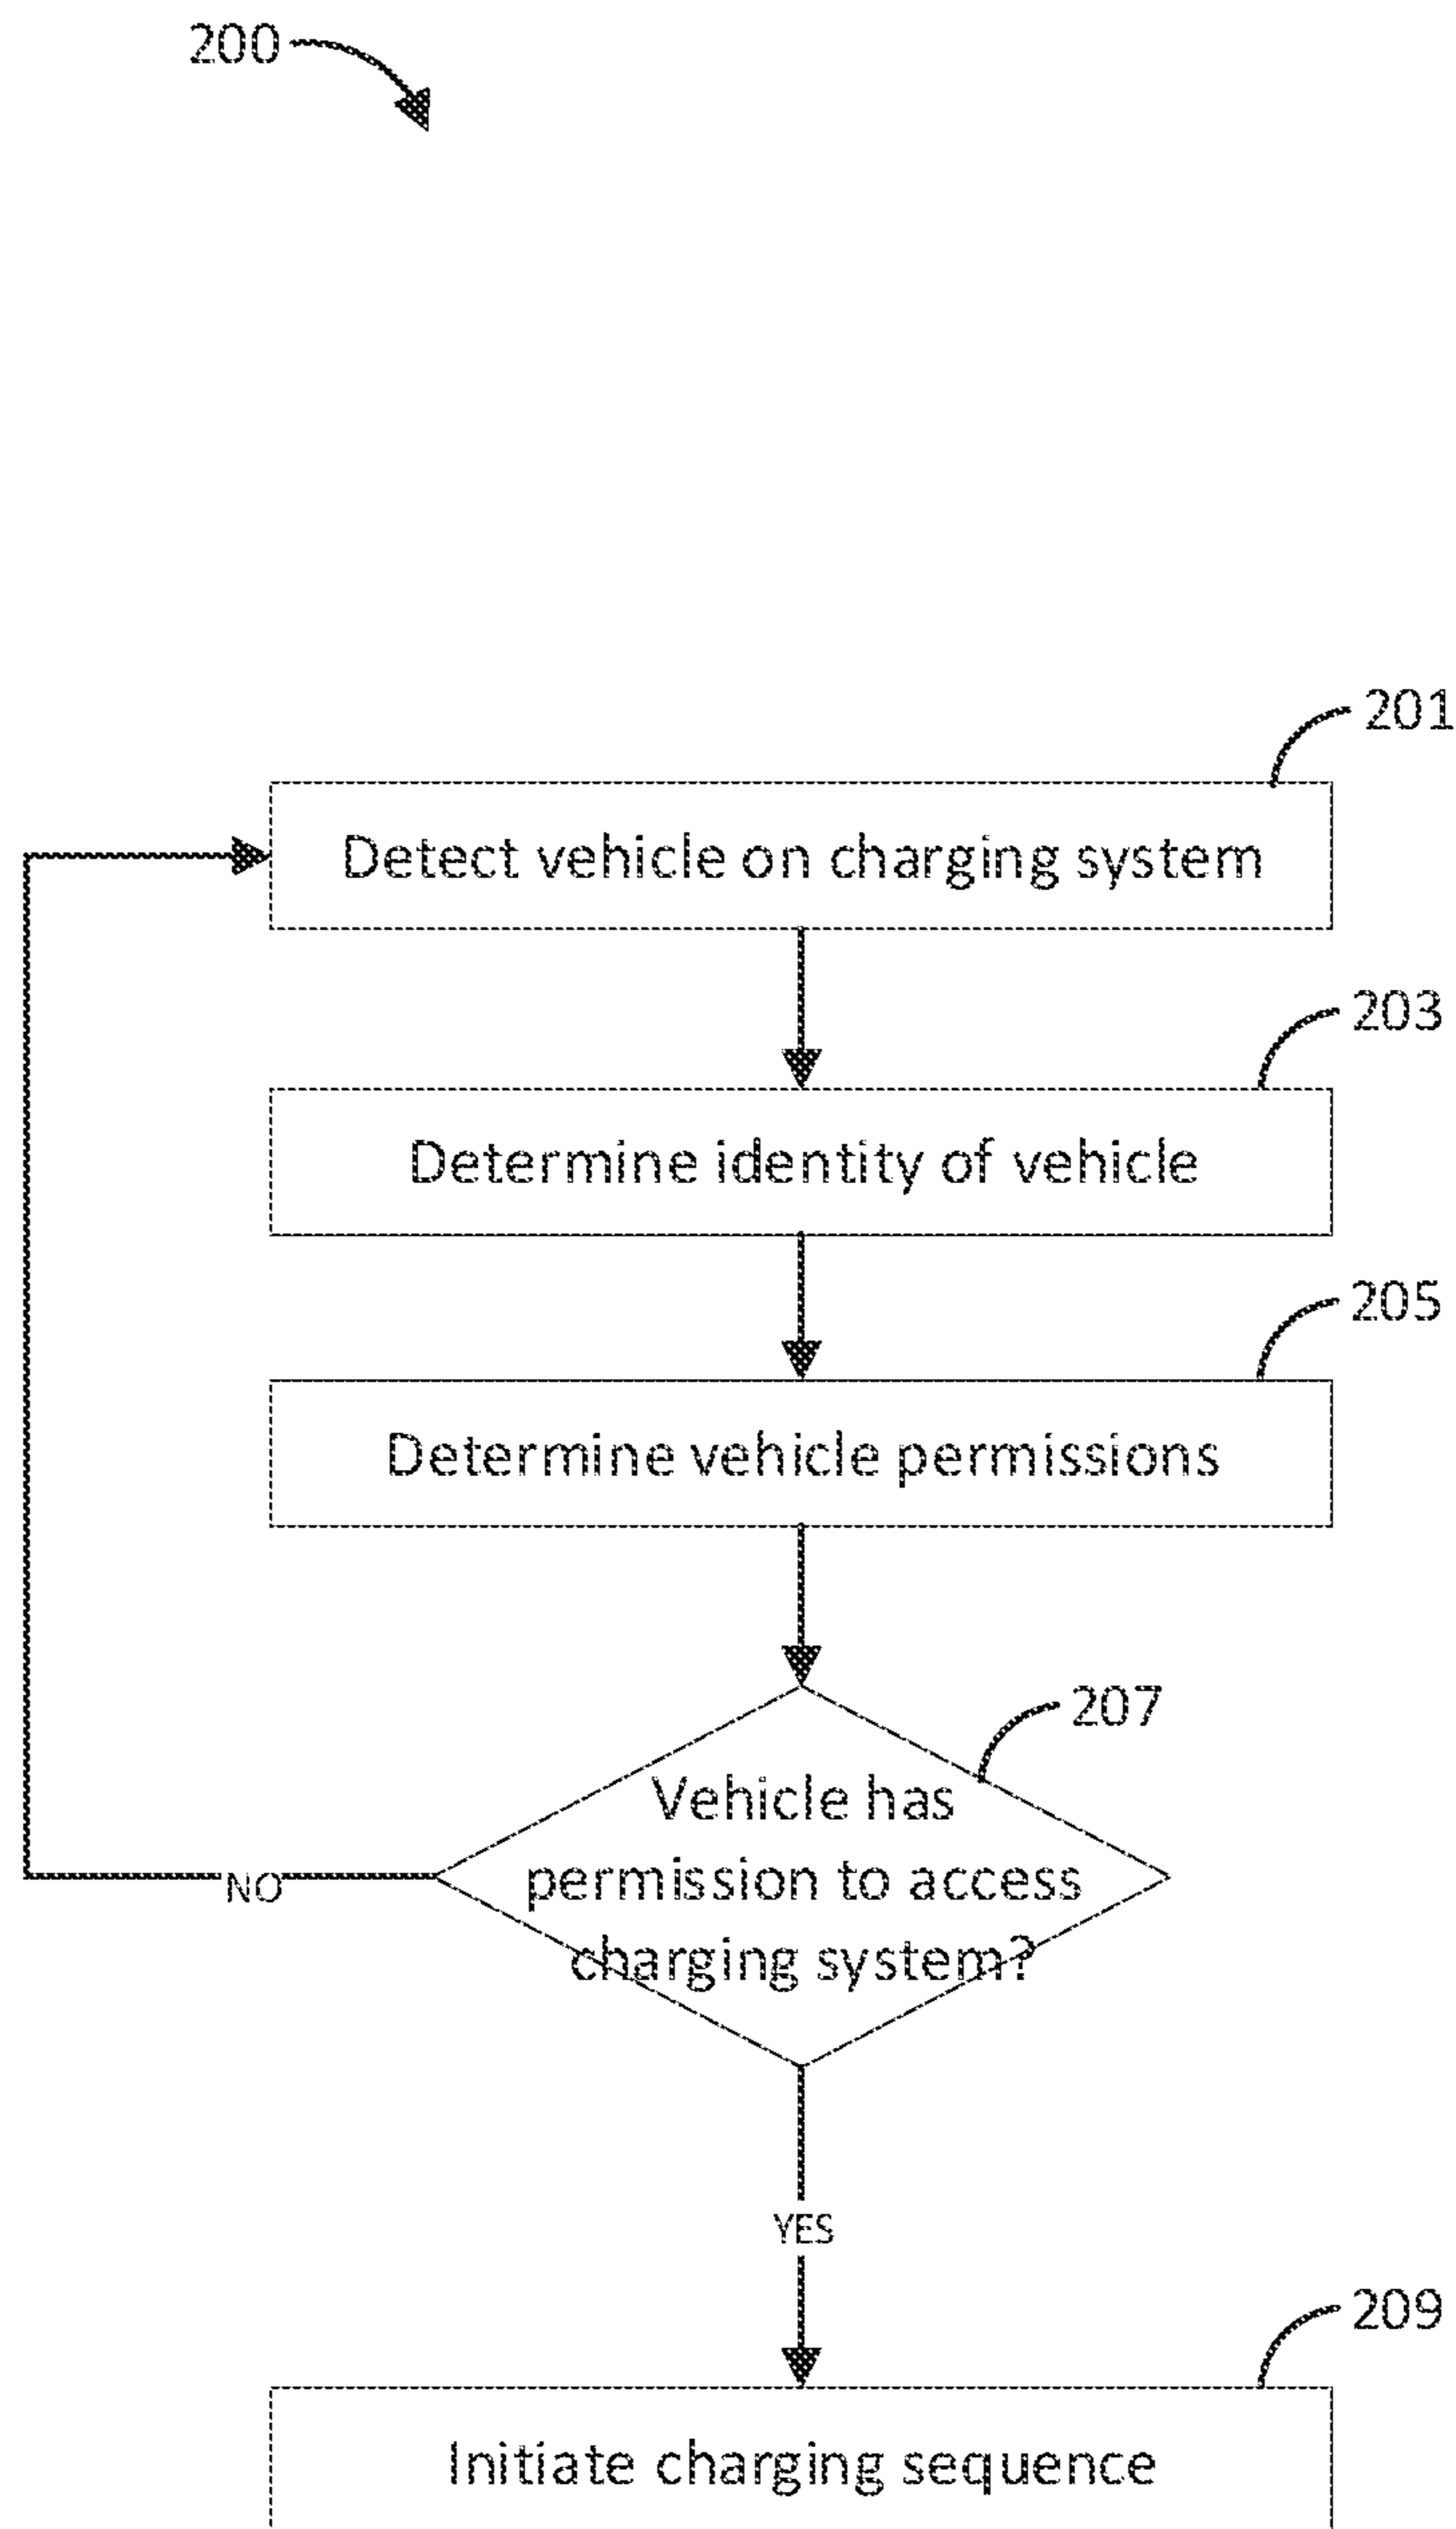 200
201
Detect vehicle on charging system
203
Determine identity of vehicle
205
Determine vehicle permissions
207
Vehicle has
permission to access
charging system?
NO
YES
209
Initiate charging sequence